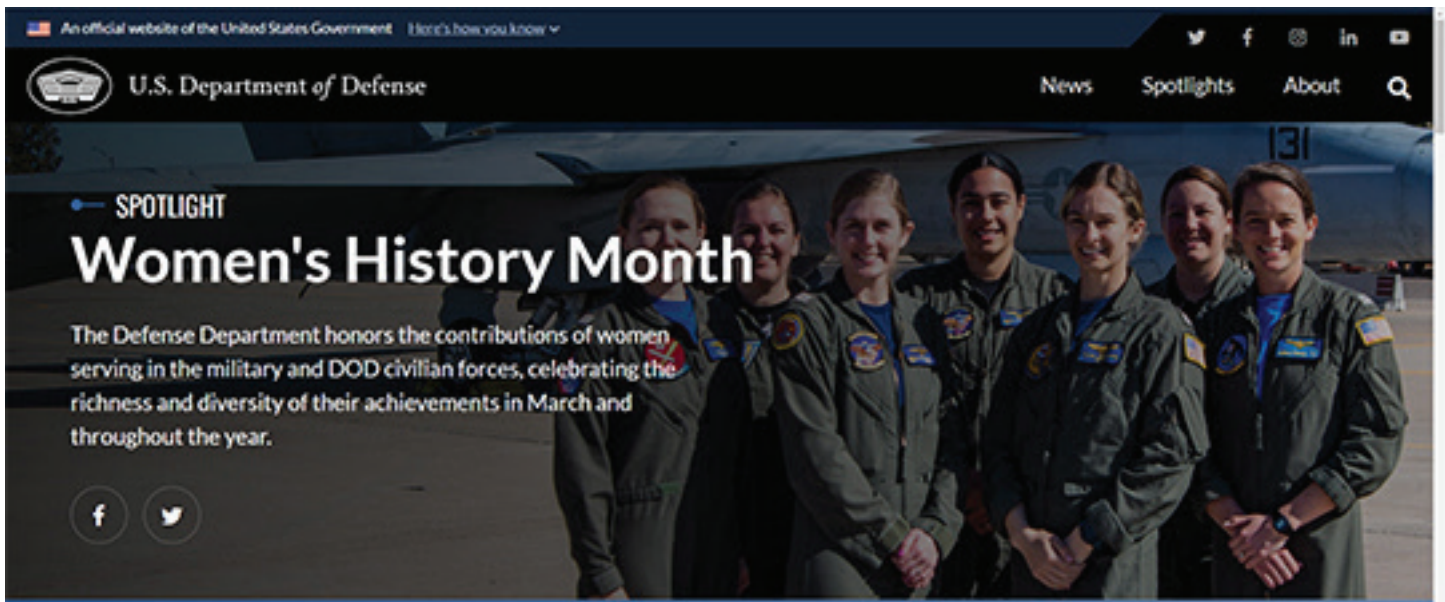 An official website of the United States Government Here's how you know
U.S. Department of Defense
News Spotlights About
131
SPOTLIGHT
Women's History Month
The Defense Department honors the contributions of women
serving in the military and DOD civilian forces, celebrating the
richness and diversity of their achievements in March and
throughout the year.